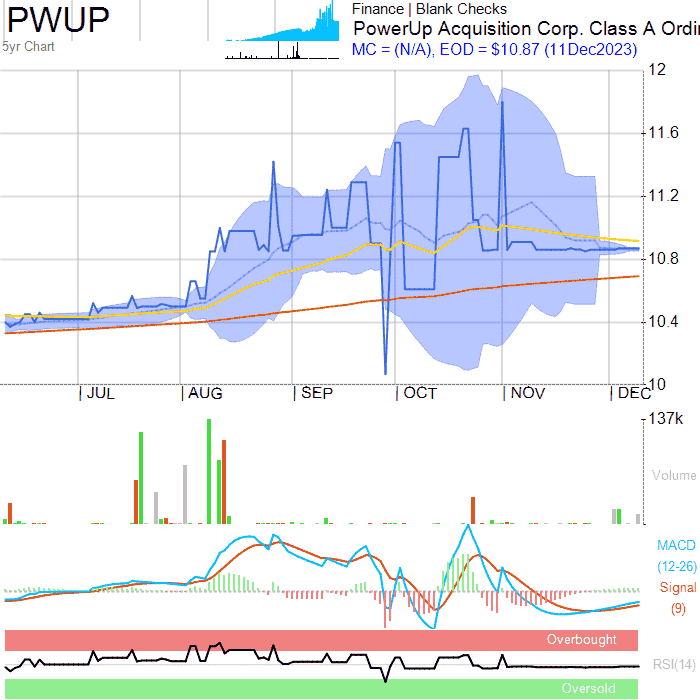 PWUP
5yr Chart
Finance | Blank Checks
PowerUp Acquisition Corp. Class A Ordi
MC = (N/A), EOD = $10.87 (11Dec2023)
12
11.6
11.2
10.8
10.4
10
JUL AUG SEP OCT NOV DEC
137k
Volume
MACD
(12-26)
Signal
(9)
Overbought
RSI(14)
Oversold